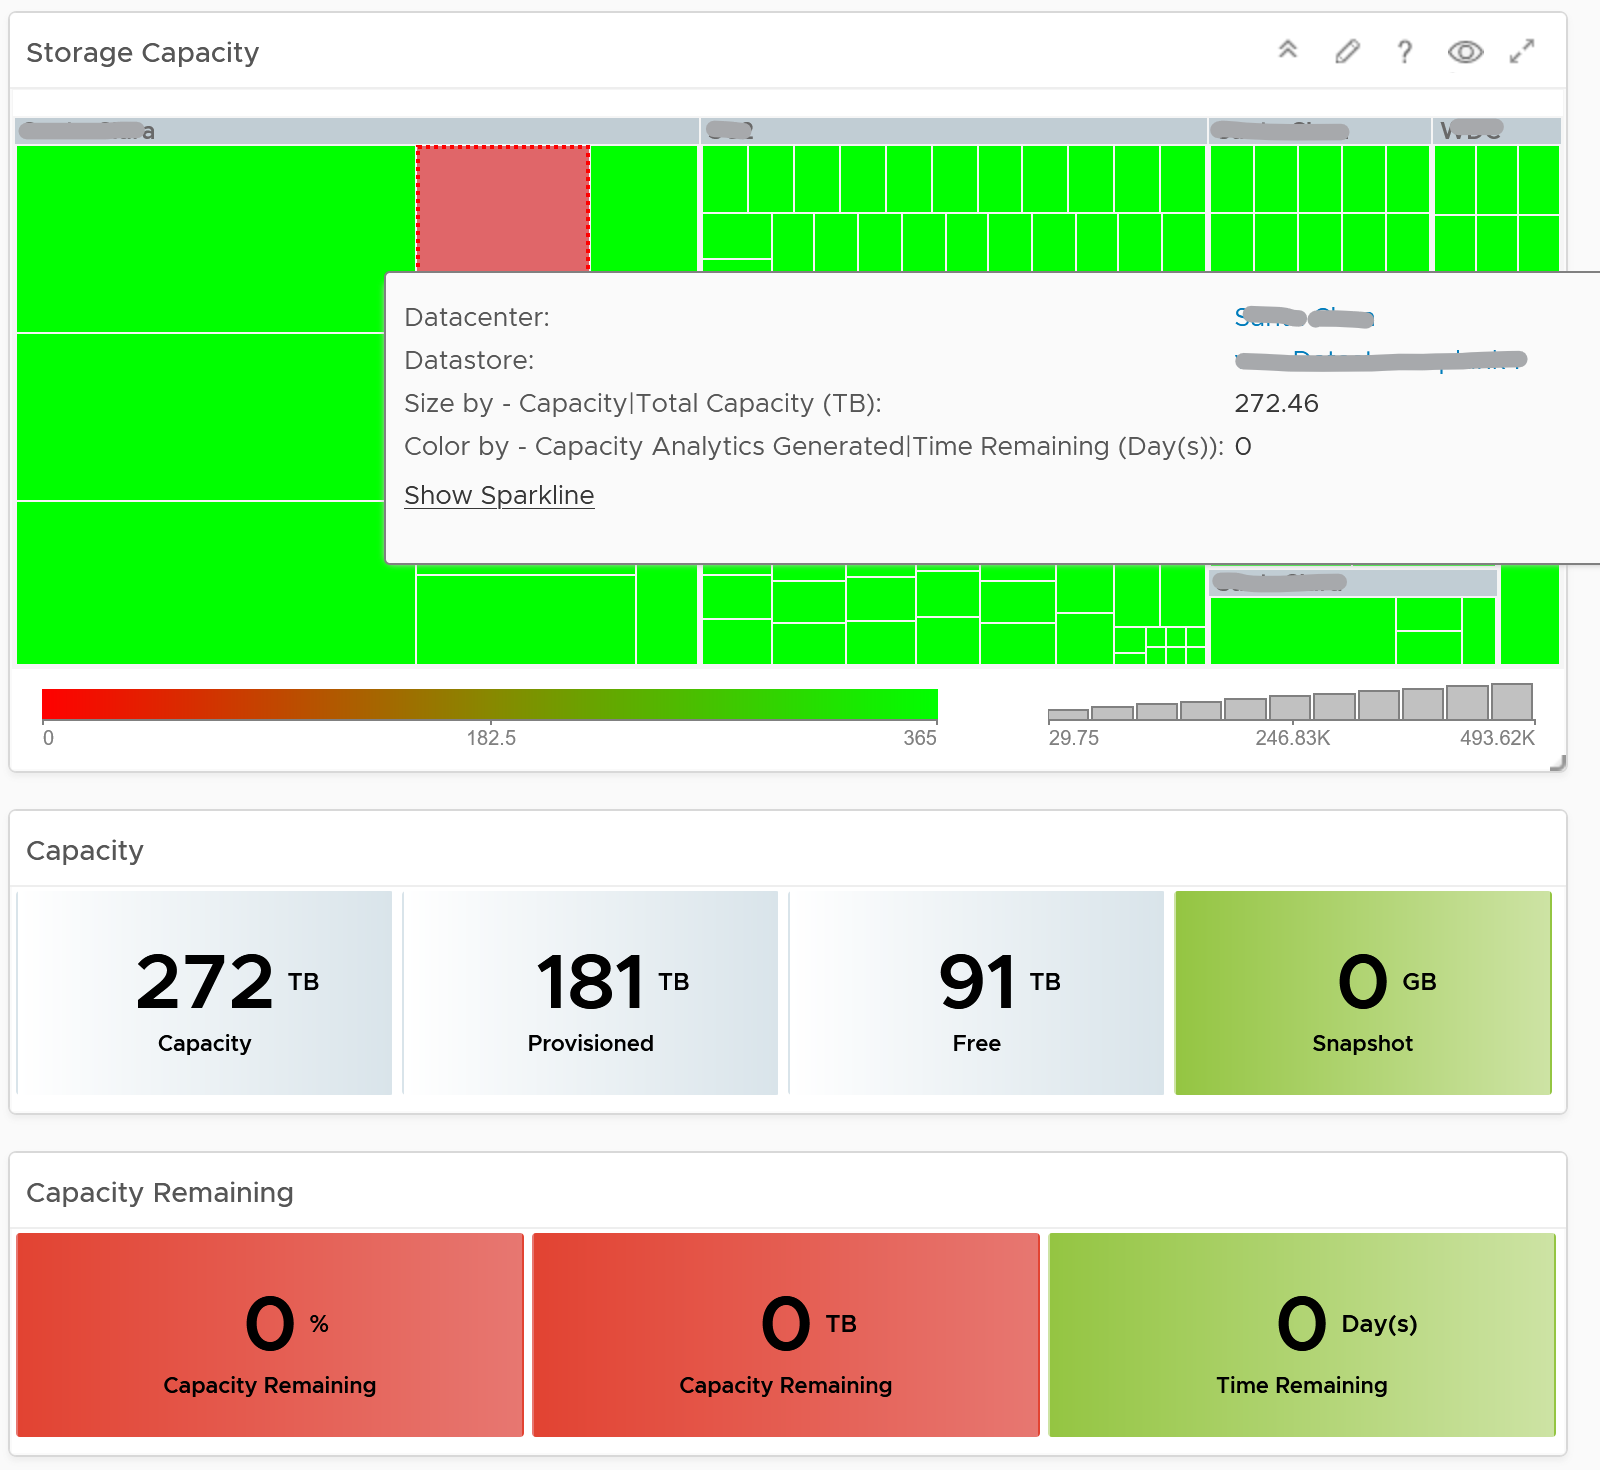 Storage Capacity
?
Datacenter:
Datastore:
Size by - Capacity|Total Capacity (TB): 272.46
Color by - Capacity Analytics Generated|Time Remaining (Day(s)): 0
Show Sparkline
0 182.5 365 29.75 246.83K 493.62K
Capacity
272 TB
Capacity
181 TB
Provisioned
91 TB
Free
0 GB
Snapshot
Capacity Remaining
0 %
Capacity Remaining
0 TB
Capacity Remaining
0 Day(s)
Time Remaining